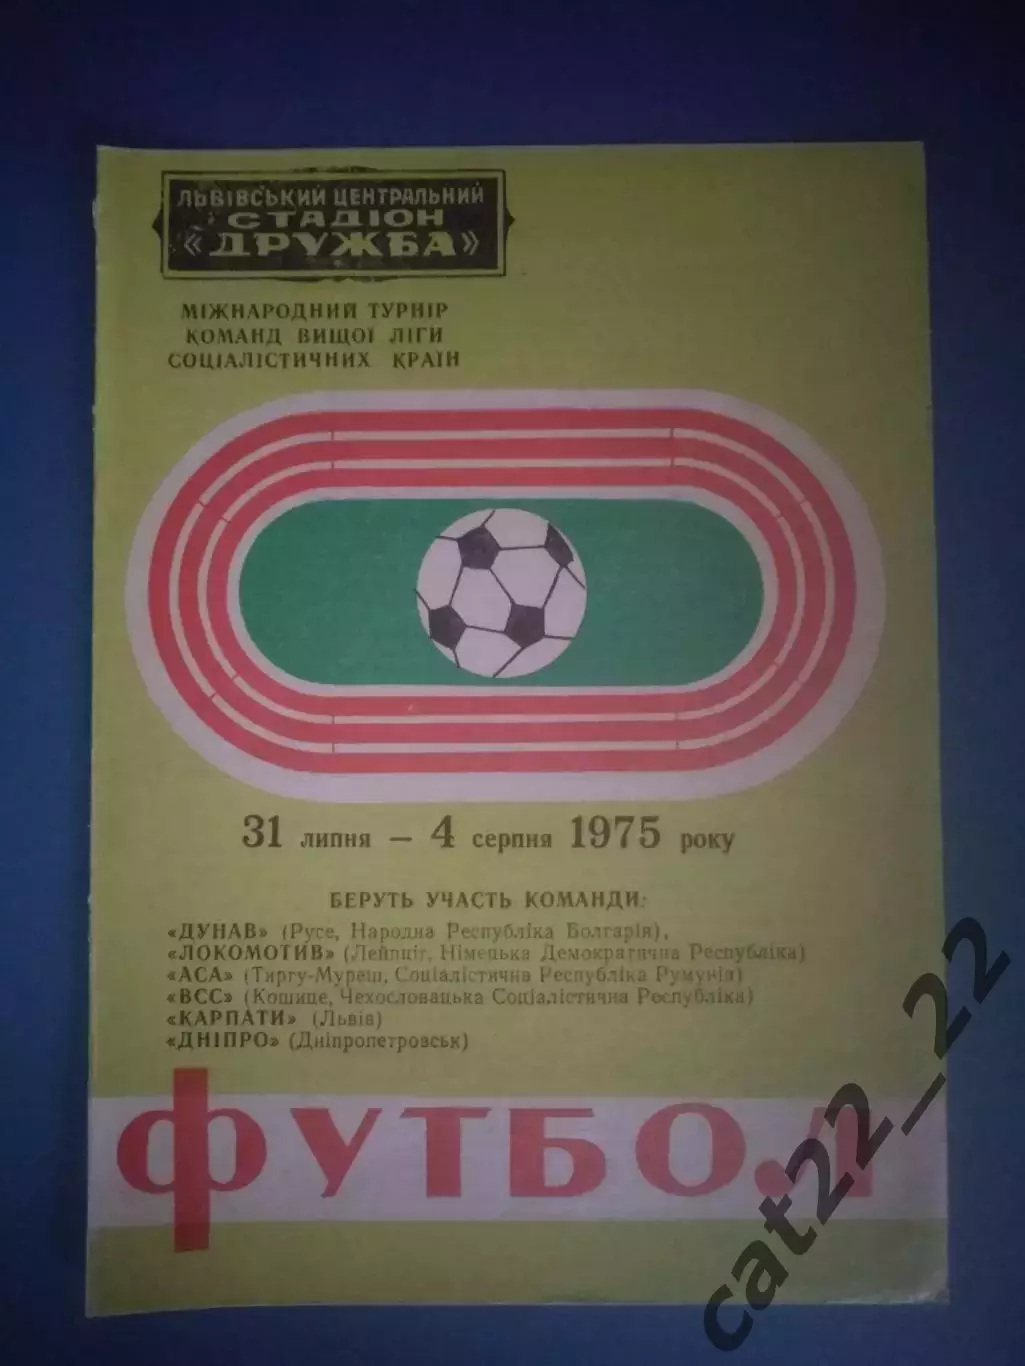 ЛЬВІВСЬКИЙ ЦЕНТРАЛЬНИЙ
СТАДІОН
«ДРУЖБА»
МІЖНАРОДНИЙ ТУРНІР
КОМАНД ВИЩОЇ ЛІГИ
СОЦІАЛІСТИЧНИХ КРАЇН
31 липня — 4 серпня 1975 року
БЕРУТЬ УЧАСТЬ КОМАНДИ:
«ДУНАВ» (Русе, Народна Республіка Болгарія),
«ЛОКОМОТИВ» (Лейпціг, Німецька Демократична Республіка)
«АСА» (Тиргу-Муреш, Соціалістична Республіка Румунія)
«ВСС» (Кошице, Чехословацька Соціалістична Республіка)
«КАРПАТИ» (Львів)
«ДНІПРО» (Дніпропетровськ)
ФУТБОЛ
cat22_22